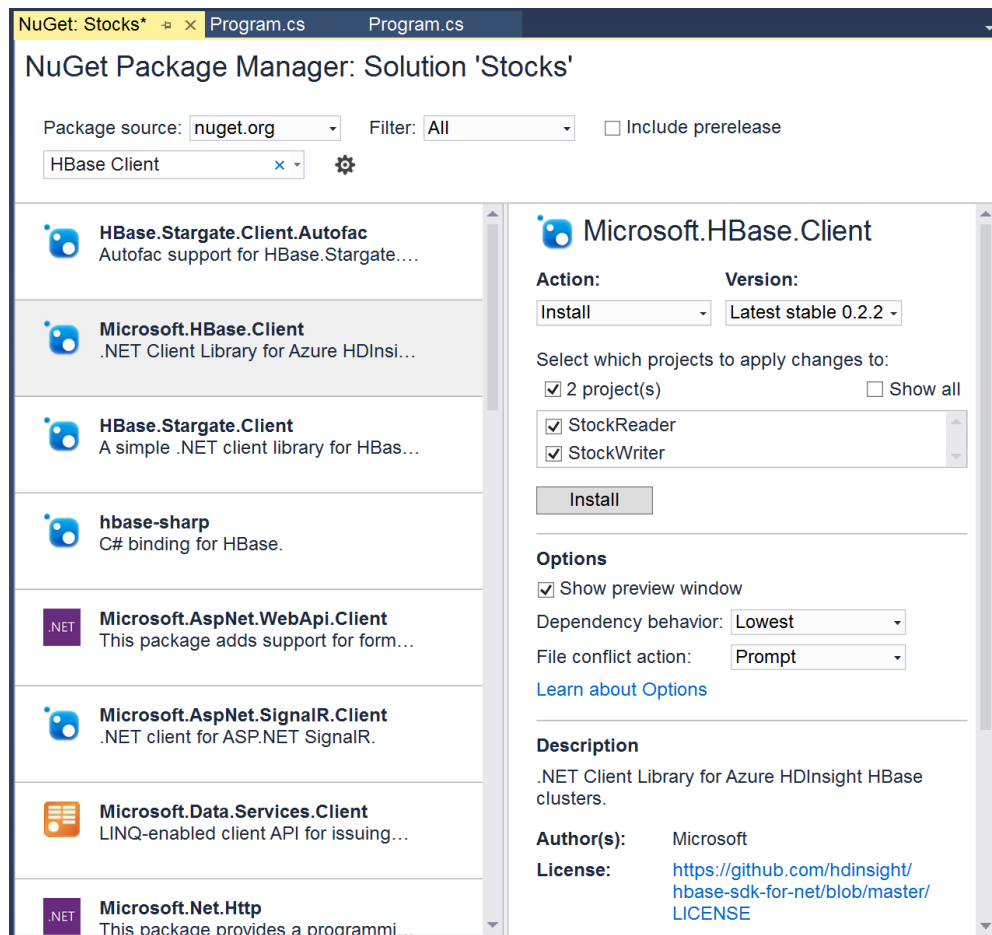 NuGet: Stocks* Program.cs Program.cs
NuGet Package Manager: Solution 'Stocks'
Package source: nuget.org Filter: All Include prerelease
HBase Client
HBase.Stargate.Client.Autofac
Autofac support for HBase.Stargate....
Microsoft.HBase.Client
.NET Client Library for Azure HDInsi...
HBase.Stargate.Client
A simple .NET client library for HBas...
hbase-sharp
C# binding for HBase.
.NET
Microsoft.AspNet.WebApi.Client
This package adds support for form...
Microsoft.AspNet.SignalR.Client
.NET client for ASP.NET SignalR.
Microsoft.Data.Services.Client
LINQ-enabled client API for issuing...
.NET
Microsoft.Net.Http
This package provides a programmi...
Microsoft.HBase.Client
Action: Version:
Install Latest stable 0.2.2
Select which projects to apply changes to:
2 project(s) Show all
StockReader
StockWriter
Install
Options
Show preview window
Dependency behavior: Lowest
File conflict action: Prompt
Learn about Options
Description
.NET Client Library for Azure HDInsight HBase
clusters.
Author(s): Microsoft
License: https://github.com/hdinsight/
hbase-sdk-for-net/blob/master/
LICENSE